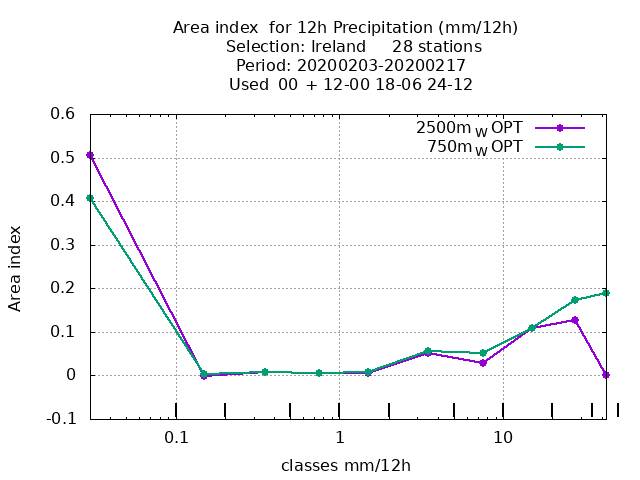 Area index  for 12h Precipitation (mm/12h)
Selection: Ireland     28 stations
Period: 20200203-20200217
Used  00  + 12-00 18-06 24-12
0.6
0.5
0.4
0.3
0.2
0.1
0
-0.1
Area index
2500m W OPT
750m W OPT
0.1
1
10
classes mm/12h